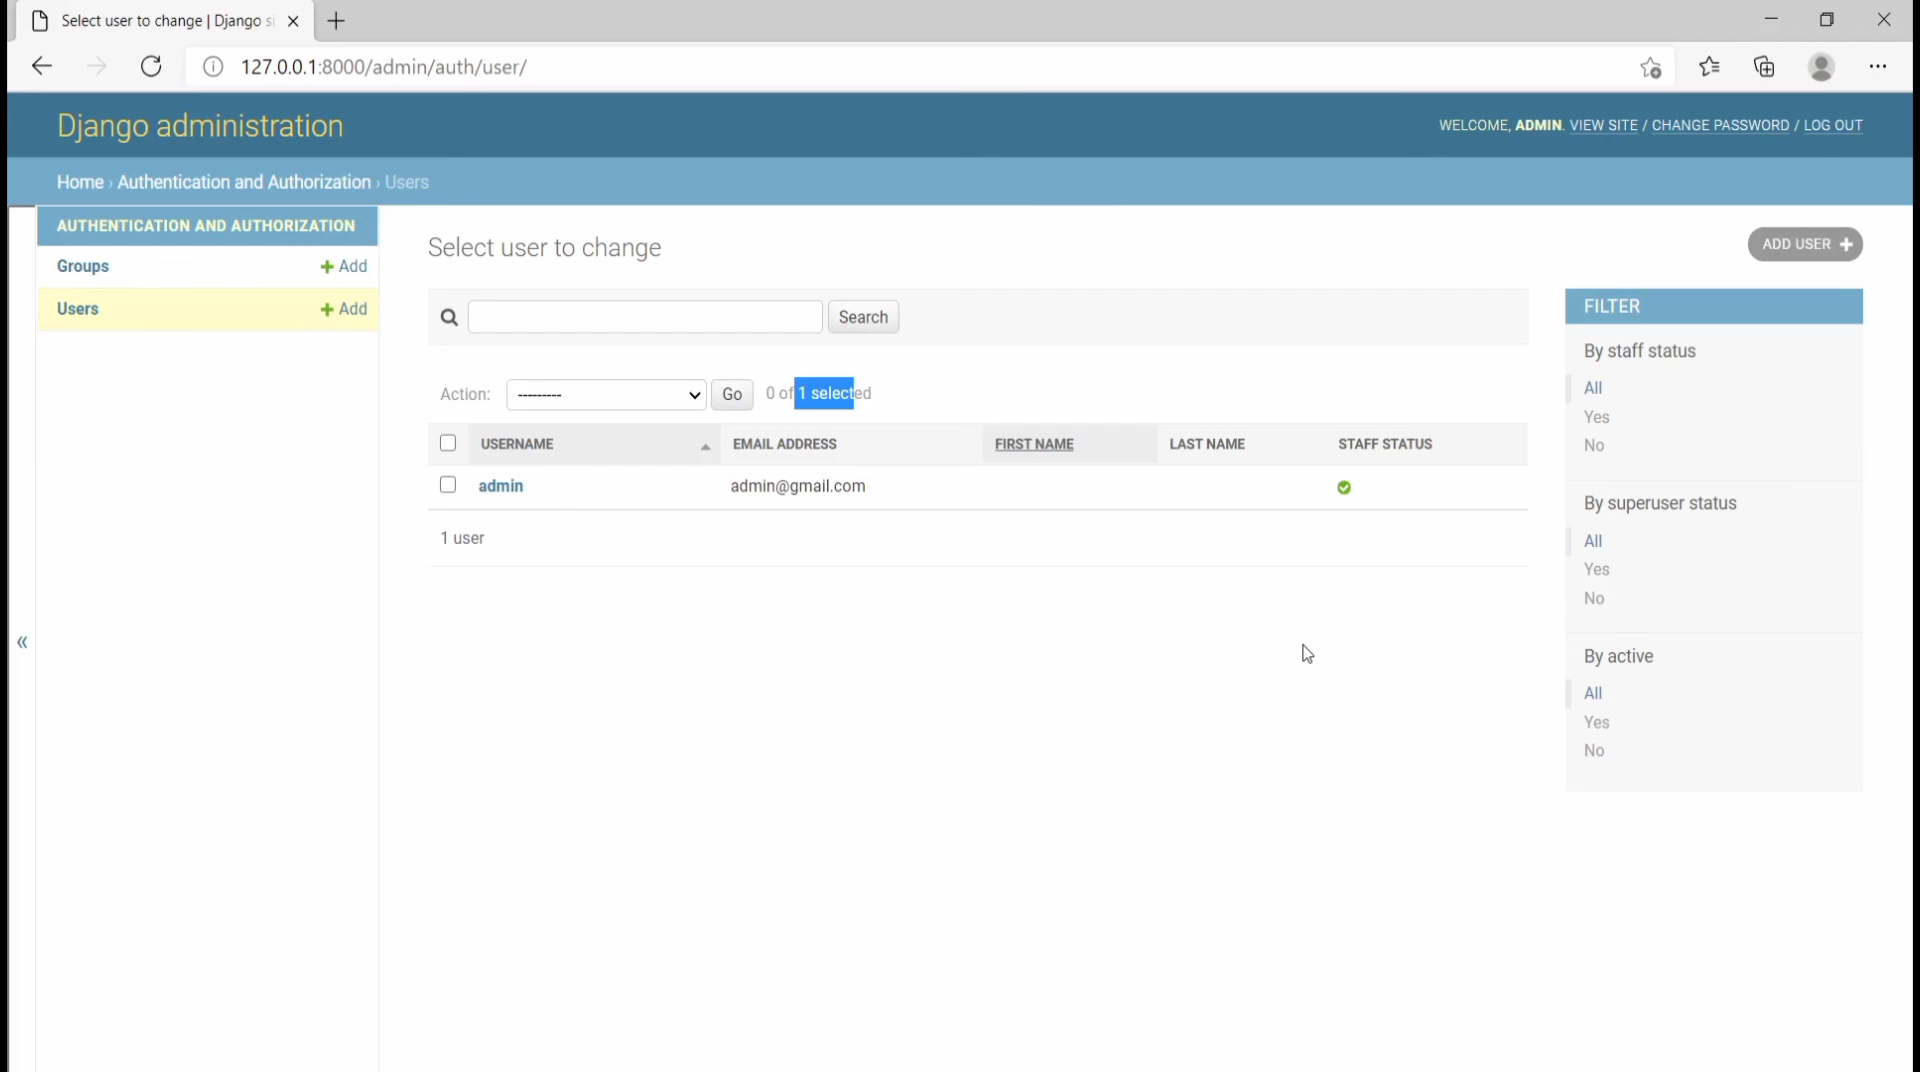 Select user to change | Django si
127.0.0.1:8000/admin/auth/user/
Django administration
WELCOME, ADMIN. VIEW SITE / CHANGE PASSWORD / LOG OUT
Home › Authentication and Authorization › Users
AUTHENTICATION AND AUTHORIZATION
Groups + Add
Users + Add
«
Select user to change
ADD USER +
Search
Action: --------- Go 0 of 1 selected
USERNAME EMAIL ADDRESS FIRST NAME LAST NAME STAFF STATUS
admin admin@gmail.com
1 user
FILTER
By staff status
All
Yes
No
By superuser status
All
Yes
No
By active
All
Yes
No